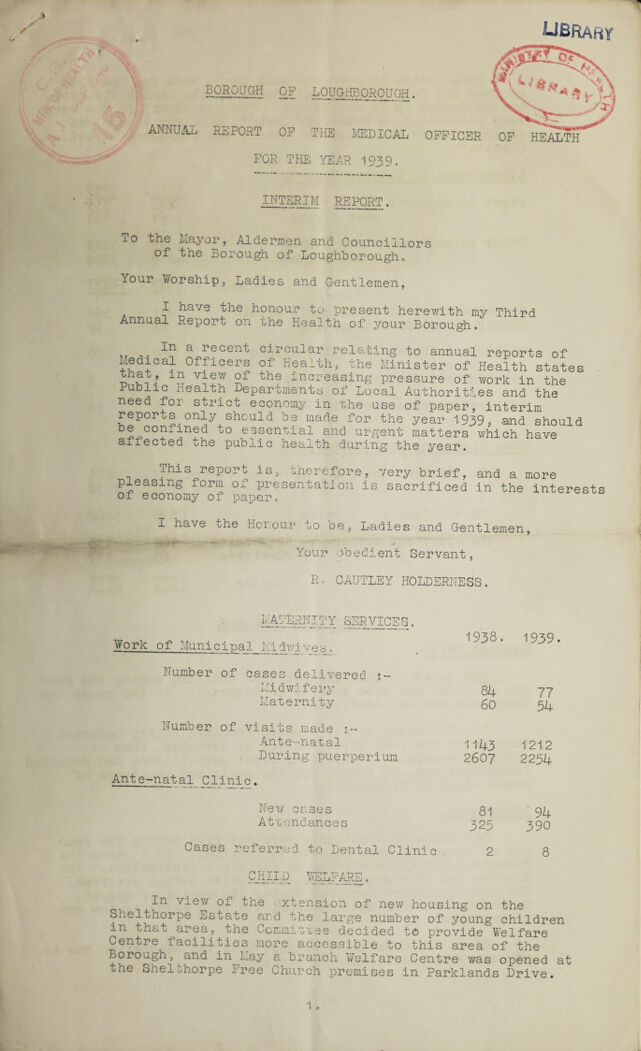 LIBRARY
MINISTRY OF HEALTH
LIBRARY
MIN. OF HEALTH
15
BOROUGH OF LOUGHBOROUGH.
ANNUAL REPORT OF THE MEDICAL OFFICER OF HEALTH
FOR THE YEAR 1939.
INTERIM REPORT.
To the Mayor, Aldermen and Councillors
of the Borough of Loughborough.
Your Worship, Ladies and Gentlemen,
I have the honour to present herewith my Third
Annual Report on the Health of your Borough.
In a recent circular relating to annual reports of
Medical Officers of Health, the Minister of Health states
that, in view of the increasing pressure of work in the
Public Health Departments of Local Authorities and the
need for strict economy in the use of paper, interim
reports only should be made for the year 1939, and should
be confined to essential and urgent matters which have
affected the public health during the year.
This report is, therefore, very brief, and a more
pleasing form of presentation is sacrificed in the interests
of economy of paper.
I have the Honour to be, Ladies and Gentlemen,
Your obedient Servant,
R. CAUTLEY HOLDERNESS.
MATERNITY SERVICES.
1938. 1939.
Work of Municipal Midwives.
Number of cases delivered :-
Midwifery 84 77
Maternity 60 54
Number of visits made :-
Ante-natal 1143 1212
During puerperium 2607 2254
Ante-natal Clinic.
New cases 81 94
Attendances 325 390
Cases referred to Dental Clinic 2 8
CHILD WELFARE.
In view of the extension of new housing on the
Shelthorpe Estate and the large number of young children
in that area, the Committee decided to provide Welfare
Centre facilities more accessible to this area of the
Borough, and in May a branch Welfare Centre was opened at
the Shelthorpe Free Church premises in Parklands Drive.
1.